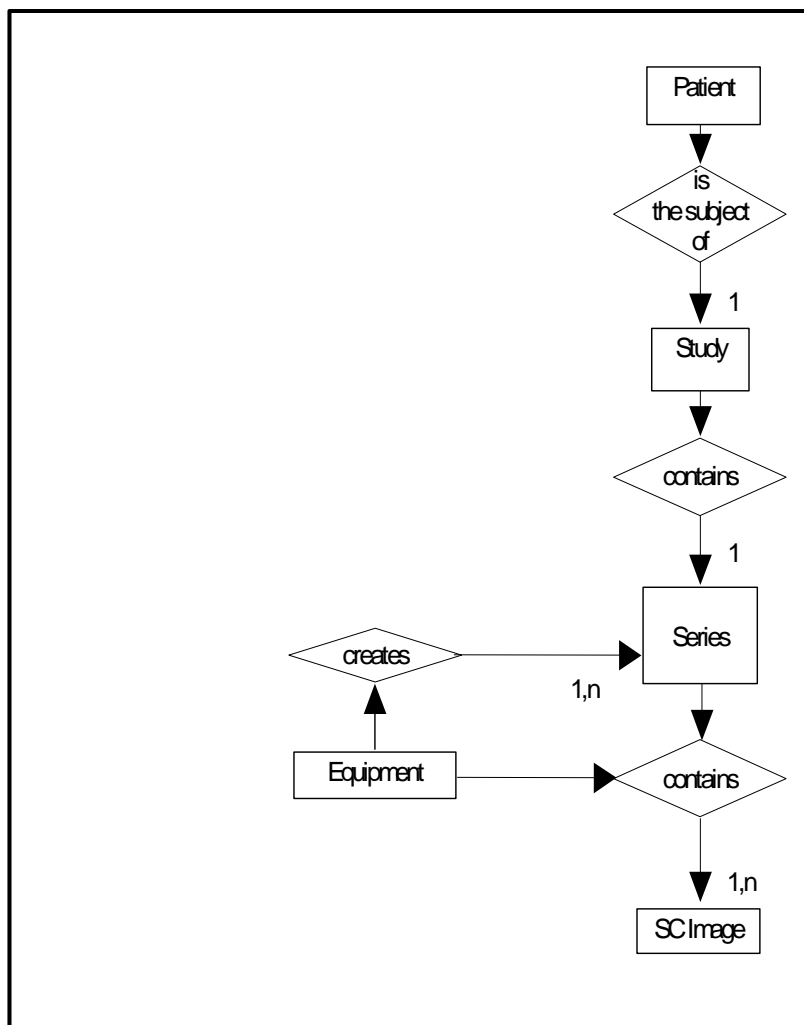 Patient
is
the subject
of
1
Study
contains
1
Series
creates
1,n
Equipment
contains
1,n
SC Image